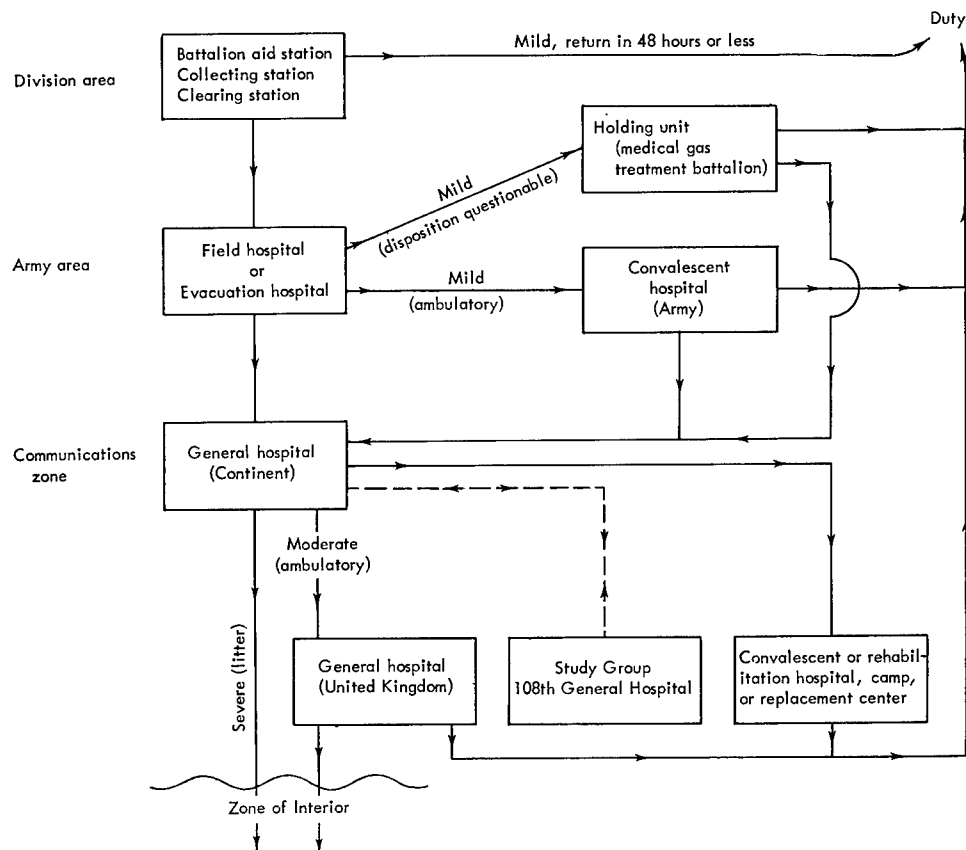 Duty
Battalion aid station
Collecting station
Clearing station
Mild, return in 48 hours or less
Division area
Holding unit
(medical gas
treatment battalion)
Mild
(disposition questionable)
Army area
Field hospital
or
Evacuation hospital
Mild
(ambulatory)
Convalescent
hospital
(Army)
Communications
zone
General hospital
(Continent)
Moderate
(ambulatory)
Severe (litter)
General hospital
(United Kingdom)
Study Group
108th General Hospital
Convalescent or rehabil-
itation hospital, camp,
or replacement center
Zone of Interior